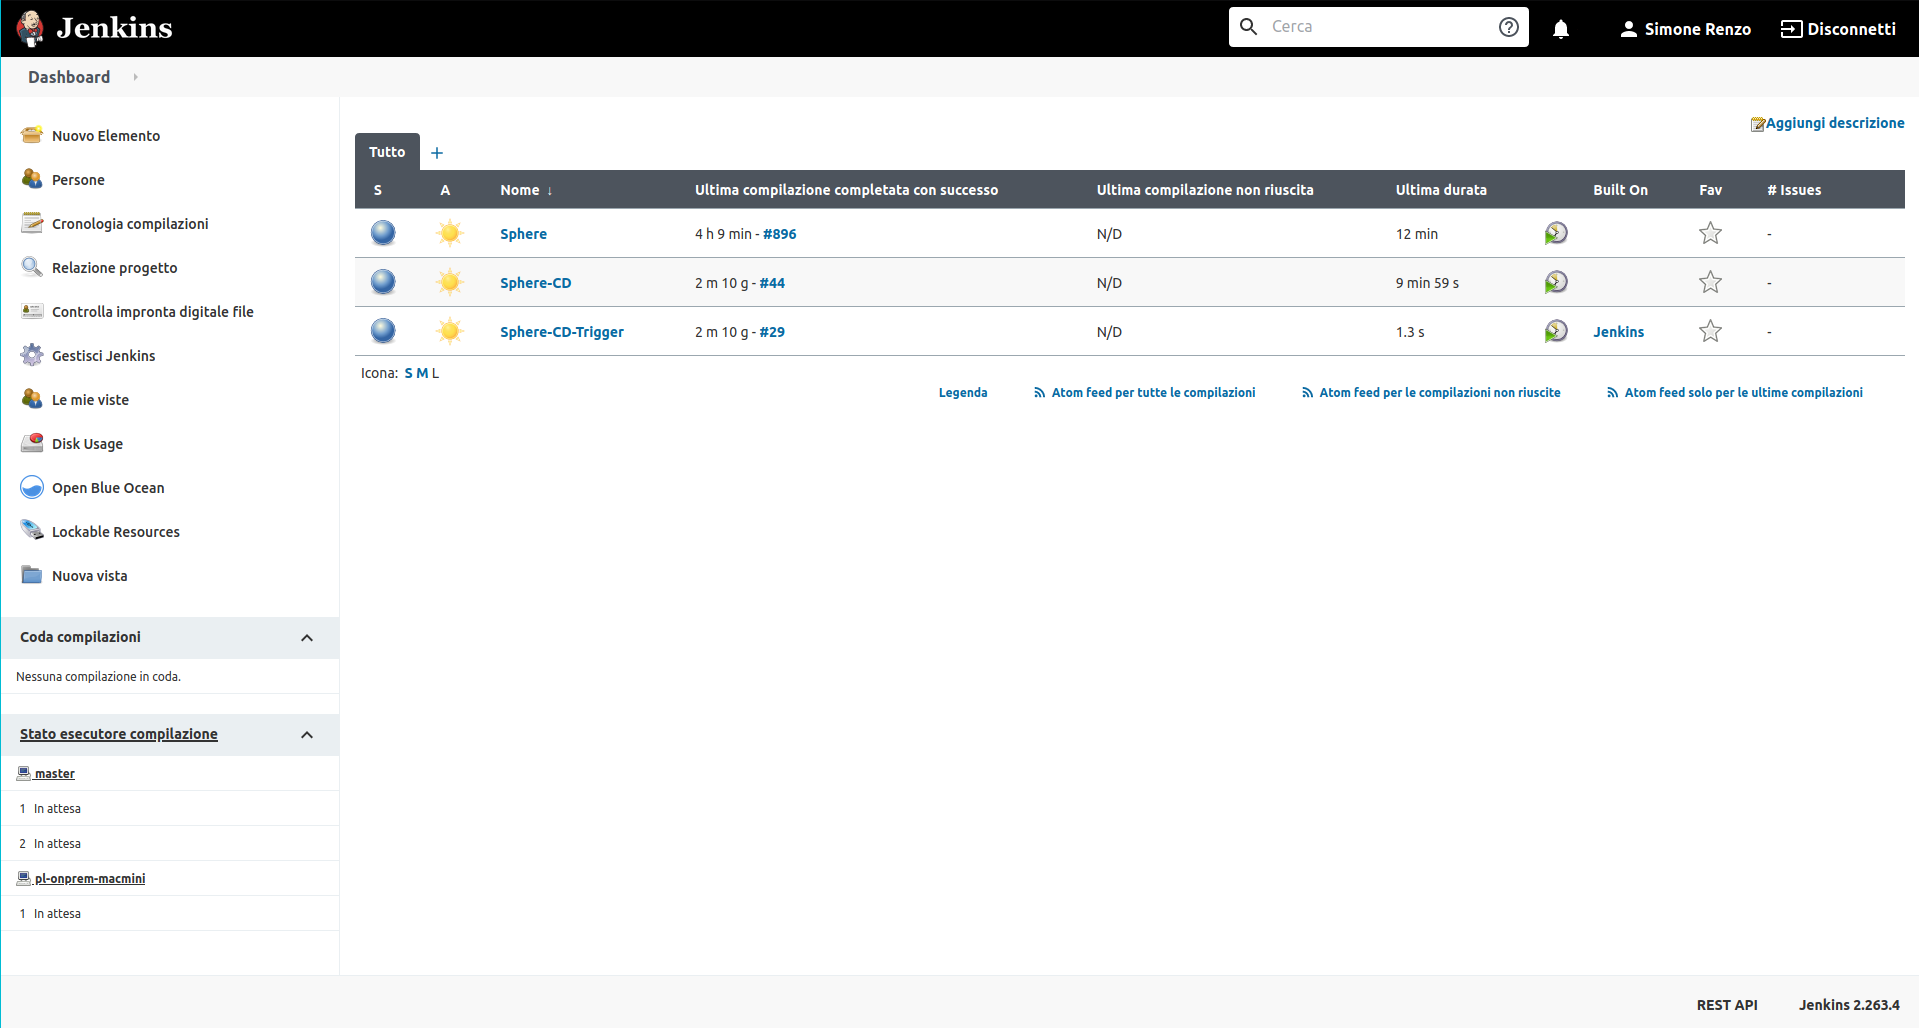 Jenkins
Cerca
Simone Renzo
Disconnetti
Dashboard
Nuovo Elemento
Persone
Cronologia compilazioni
Relazione progetto
Controlla impronta digitale file
Gestisci Jenkins
Le mie viste
Disk Usage
Open Blue Ocean
Lockable Resources
Nuova vista
Coda compilazioni
Nessuna compilazione in coda.
Stato esecutore compilazione
master
1 In attesa
2 In attesa
pl-onprem-macmini
1 In attesa
Aggiungi descrizione
Tutto +
S A Nome ↓ Ultima compilazione completata con successo Ultima compilazione non riuscita Ultima durata Built On Fav # Issues
Sphere 4 h 9 min - #896 N/D 12 min -
Sphere-CD 2 m 10 g - #44 N/D 9 min 59 s -
Sphere-CD-Trigger 2 m 10 g - #29 N/D 1.3 s Jenkins -
Icona: S M L
Legenda Atom feed per tutte le compilazioni Atom feed per le compilazioni non riuscite Atom feed solo per le ultime compilazioni
REST API Jenkins 2.263.4